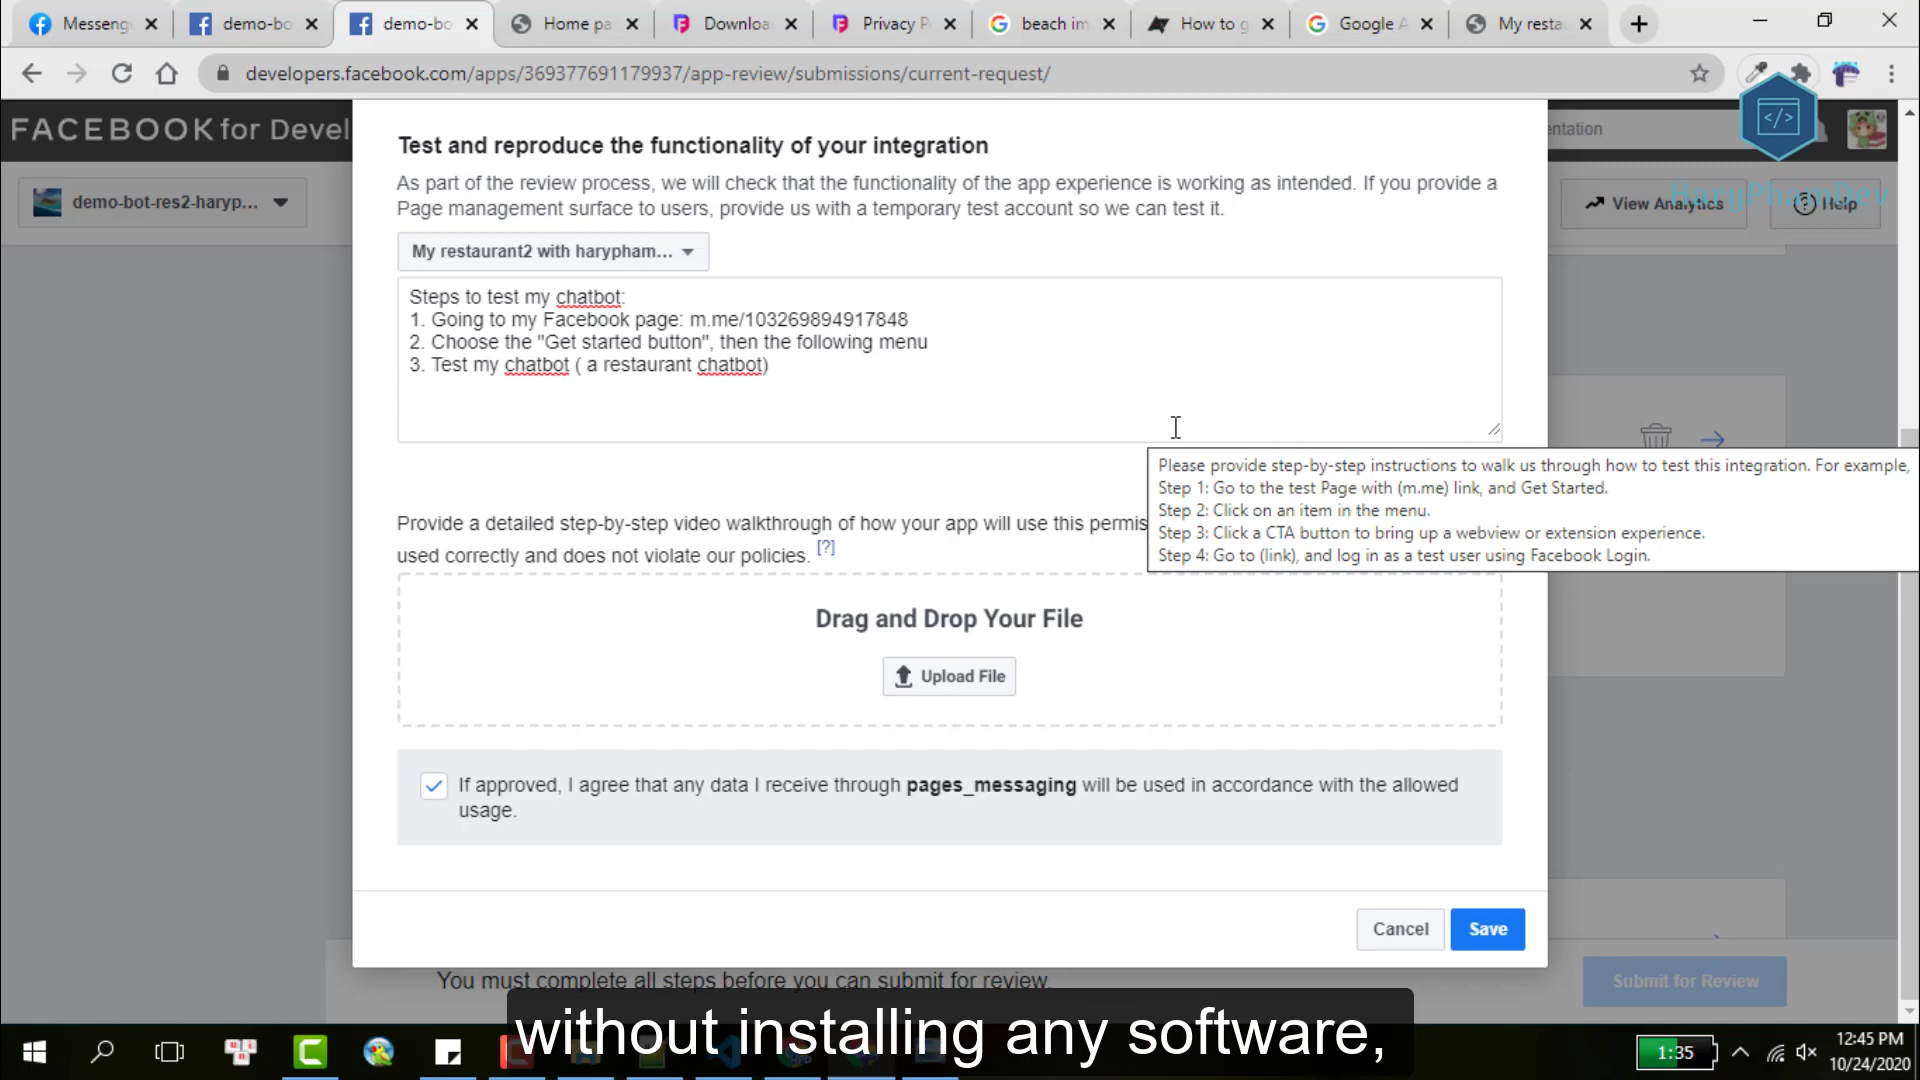 Messeng
demo-bo
demo-bo
Home pa
Downloa
Privacy P
beach im
How to g
Google A
My resta
developers.facebook.com/apps/369377691179937/app-review/submissions/current-request/
FACEBOOK for Devel
entation
HaryPhamDev
demo-bot-res2-haryp...
View Analytics
Help
Test and reproduce the functionality of your integration
As part of the review process, we will check that the functionality of the app experience is working as intended. If you provide a
Page management surface to users, provide us with a temporary test account so we can test it.
My restaurant2 with harypham...
Steps to test my chatbot:
1. Going to my Facebook page: m.me/103269894917848
2. Choose the "Get started button", then the following menu
3. Test my chatbot ( a restaurant chatbot)
Please provide step-by-step instructions to walk us through how to test this integration. For example,
Step 1: Go to the test Page with (m.me) link, and Get Started.
Step 2: Click on an item in the menu.
Step 3: Click a CTA button to bring up a webview or extension experience.
Step 4: Go to (link), and log in as a test user using Facebook Login.
Provide a detailed step-by-step video walkthrough of how your app will use this permis
used correctly and does not violate our policies. [?]
Drag and Drop Your File
Upload File
If approved, I agree that any data I receive through pages_messaging will be used in accordance with the allowed
usage.
Cancel
Save
You must complete all steps before you can submit for review.
Submit for Review
without installing any software,
1:35
12:45 PM
10/24/2020